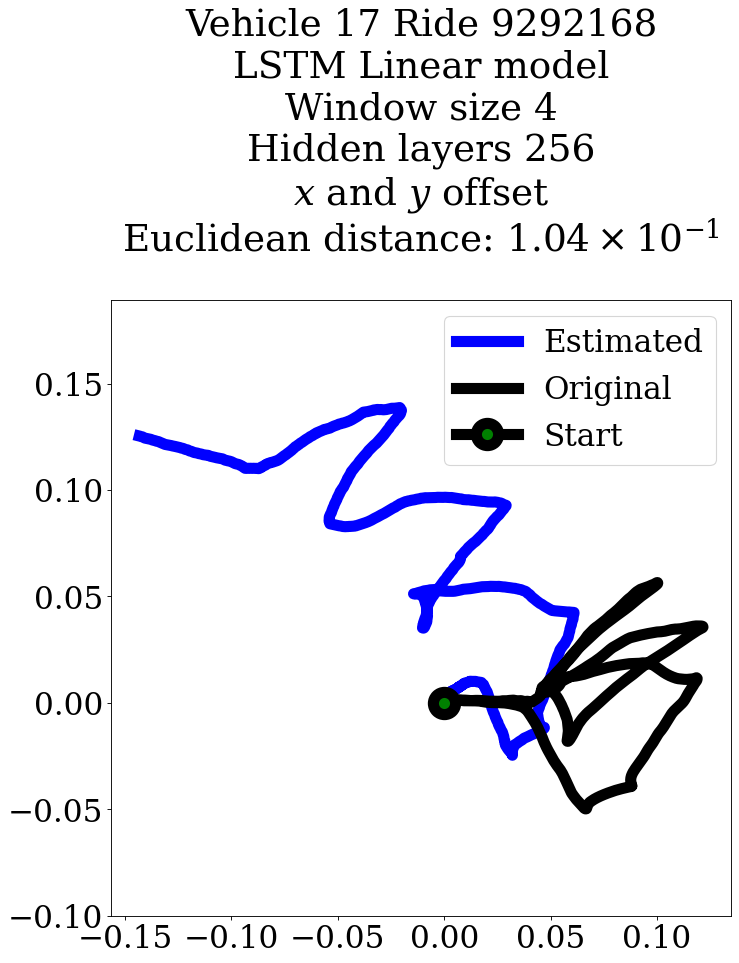 Vehicle 17 Ride 9292168
LSTM Linear model
Window size 4
Hidden layers 256
x and y offset
Euclidean distance: 1.04 × 10⁻¹
Estimated
Original
Start
0.15
0.10
0.05
0.00
−0.05
−0.10
−0.15 −0.10 −0.05 0.00 0.05 0.10